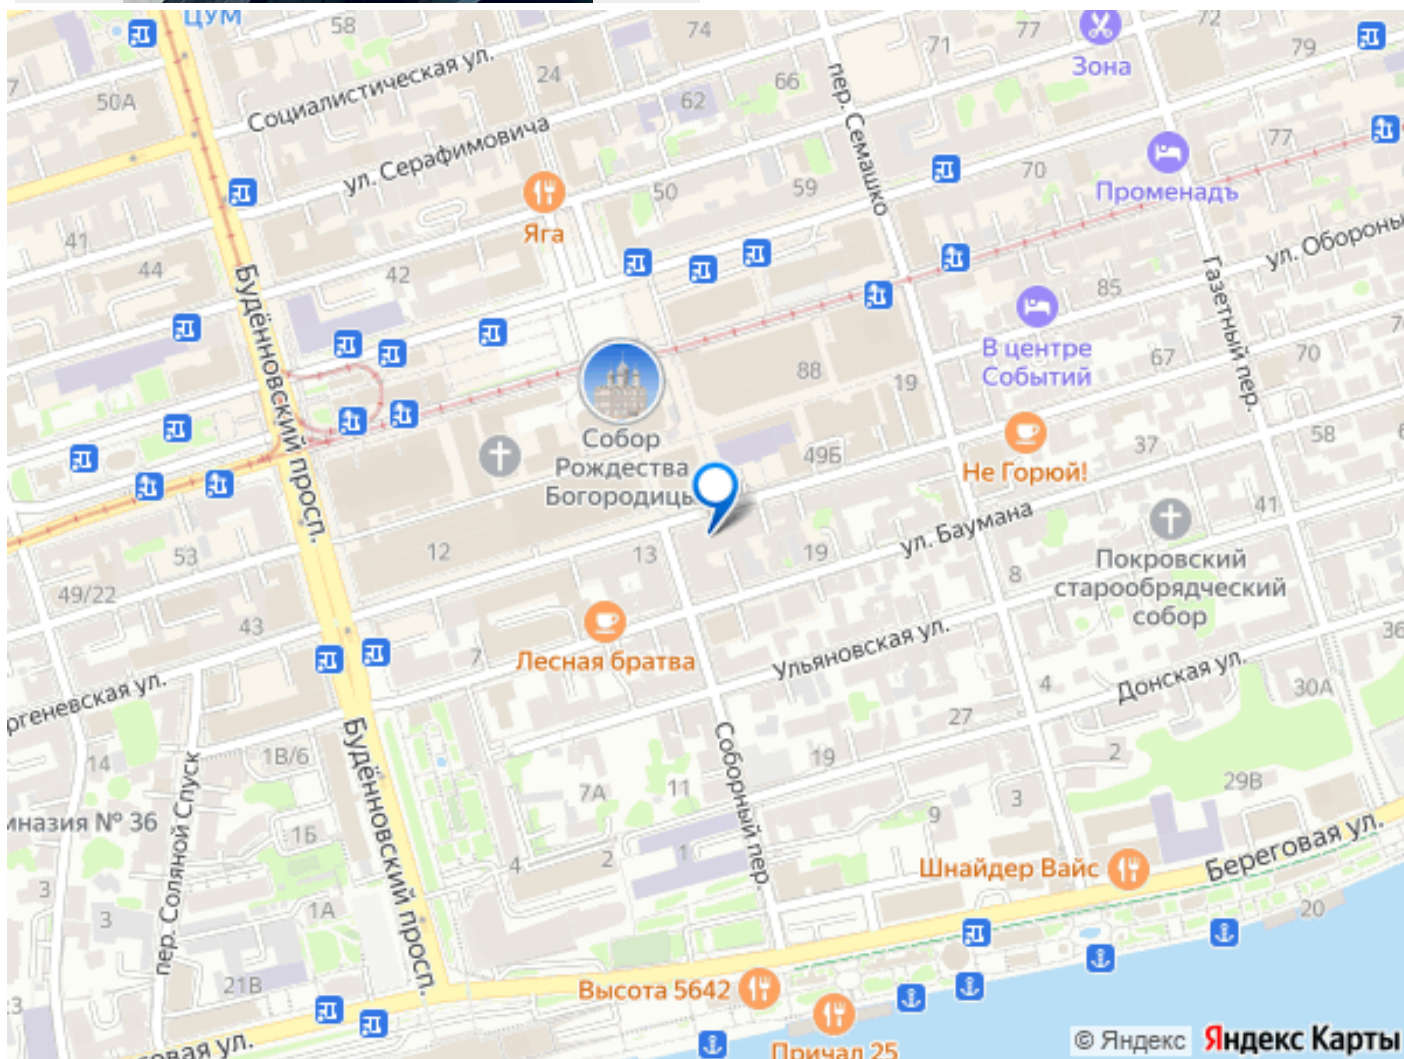 ЦУМ
58
74
72
77
71
79
Зона
7
50А
24
66
62
Социалистическая ул.
ул. Серафимовича
пер. Семашко
77
70
Променадъ
50
59
Яга
41
44
42
ул. Обороны
85
Будённовский просп.
Газетный пер.
В центре
Событий
67
70
88
19
Собор
Рождества
Богородицы
49Б
37
58
Не Горюй!
41
53
12
13
19
ул. Баумана
Покровский
старообрядческий
собор
8
49/22
43
36
7
Лесная братва
Ульяновская ул.
Донская ул.
4
30А
27
14
1В/6
Будённовский просп.
Соборный пер.
19
2
29В
7А
11
3
9
36
1Б
пер. Соляной Спуск
2
1
4
Шнайдер Вайс
Береговая ул.
3
3
1А
20
21В
Высота 5642
Причал 25
© Яндекс Яндекс Карты